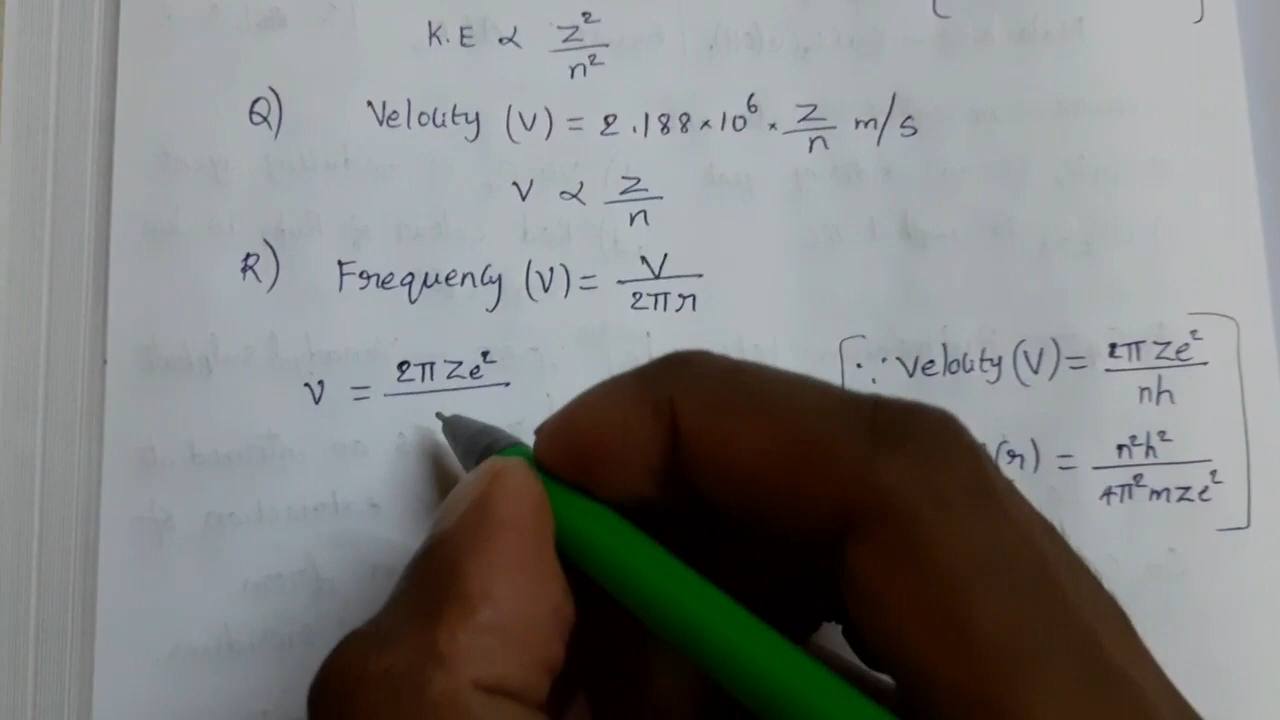 K.E ∝ Z²/n²
Q) Velocity (V) = 2.188×10⁶ × Z/n m/s
V ∝ Z/n
R) Frequency (ν) = V/2πr
ν = 2πZe²/
[∵ Velocity (V) = 2πZe²/nh
(r) = n²h²/4π²mZe²]